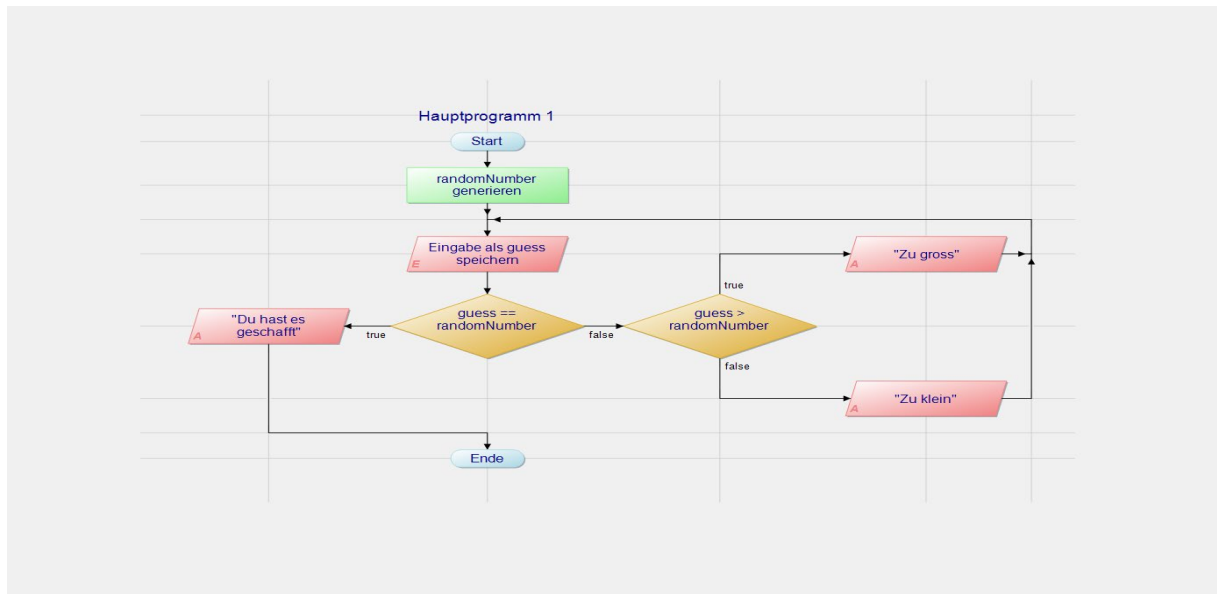 Hauptprogramm 1
Start
randomNumber
generieren
Eingabe als guess
speichern
E
"Zu gross"
A
true
guess ==
randomNumber
guess >
randomNumber
"Du hast es
geschafft"
A
true
false
false
"Zu klein"
A
Ende